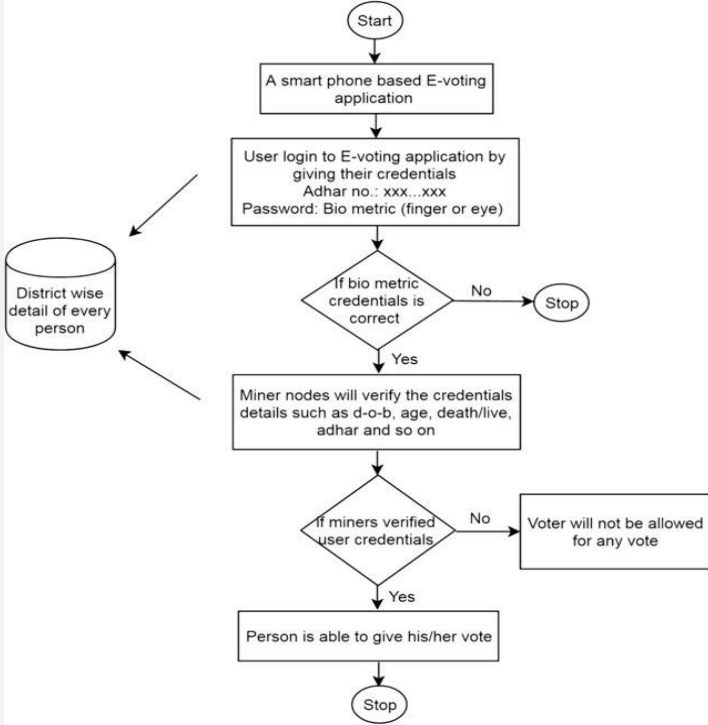 Start
A smart phone based E-voting
application
User login to E-voting application by
giving their credentials
Adhar no.: xxx...xxx
Password: Bio metric (finger or eye)
District wise
detail of every
person
If bio metric
credentials is
correct
No
Stop
Yes
Miner nodes will verify the credentials
details such as d-o-b, age, death/live,
adhar and so on
If miners verified
user credentials
No
Voter will not be allowed
for any vote
Yes
Person is able to give his/her vote
Stop